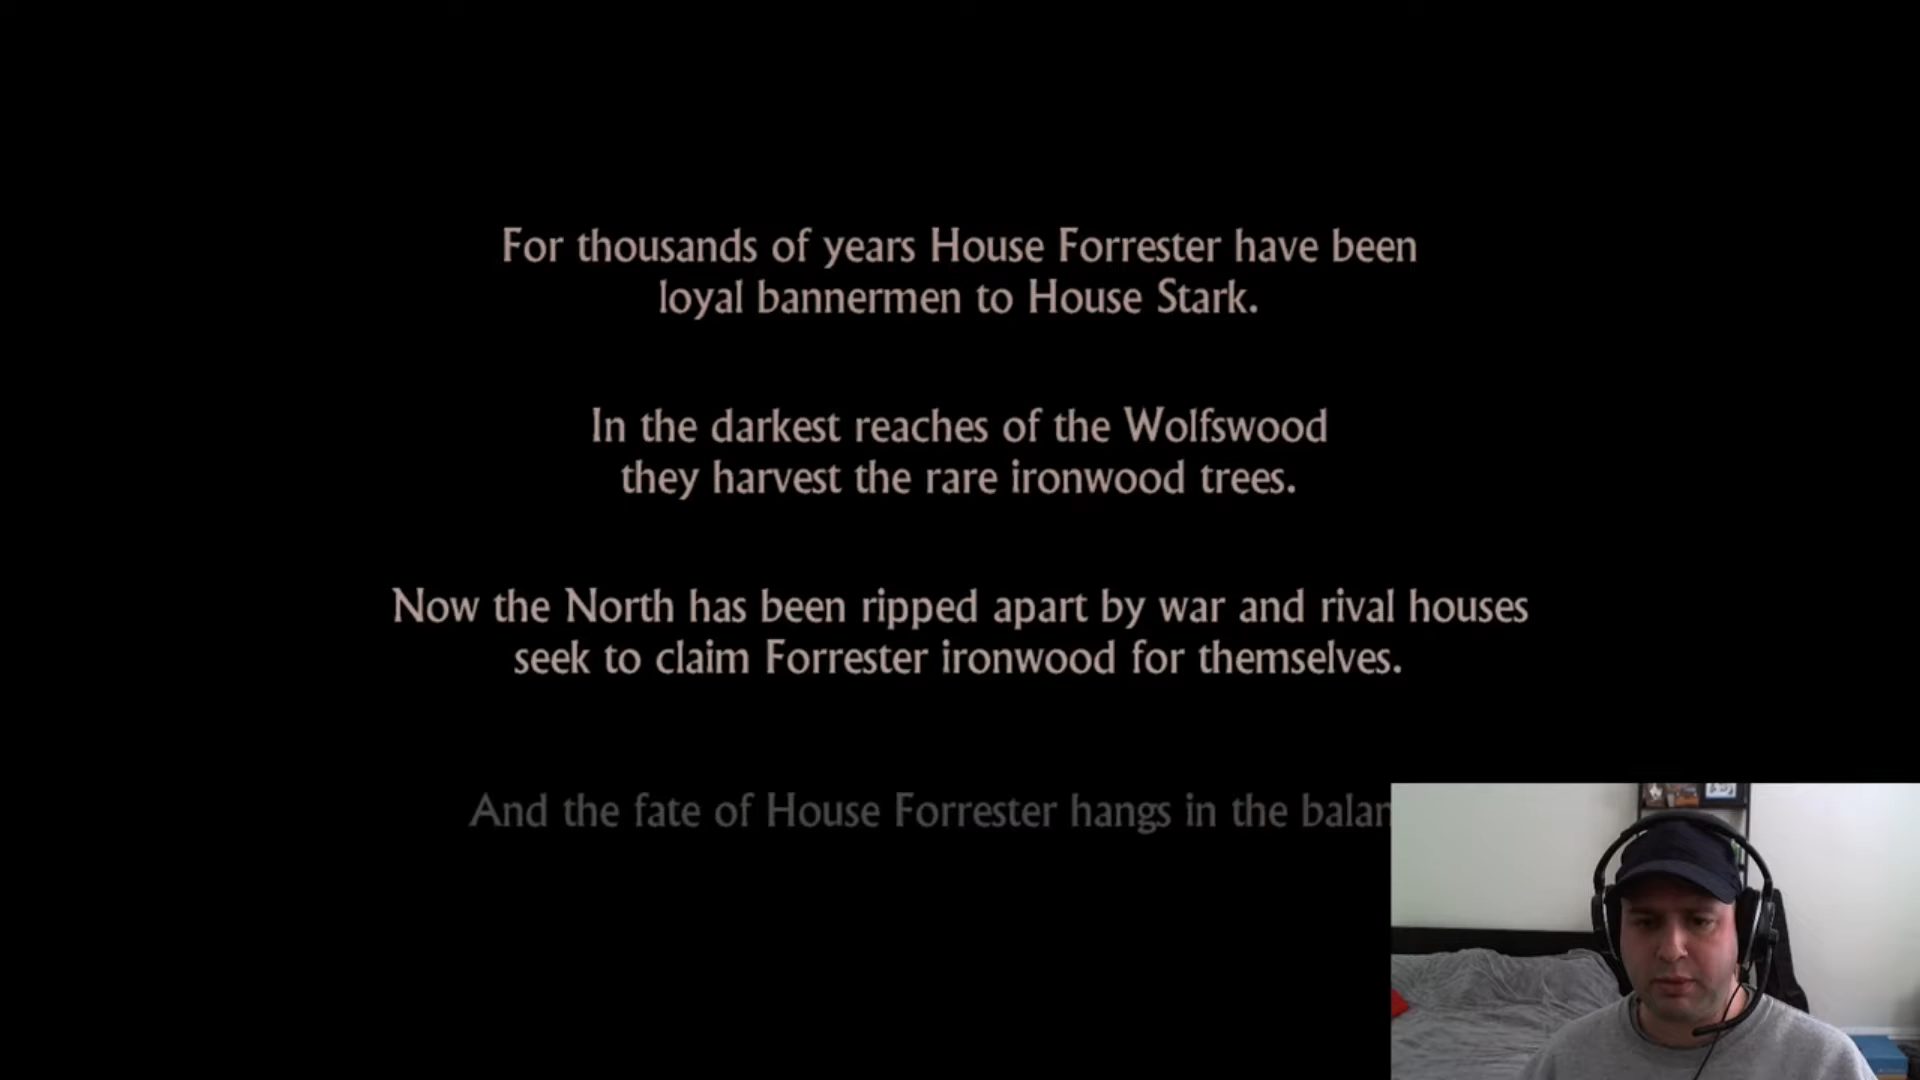 For thousands of years House Forrester have been
loyal bannermen to House Stark.
In the darkest reaches of the Wolfswood
they harvest the rare ironwood trees.
Now the North has been ripped apart by war and rival houses
seek to claim Forrester ironwood for themselves.
And the fate of House Forrester hangs in the